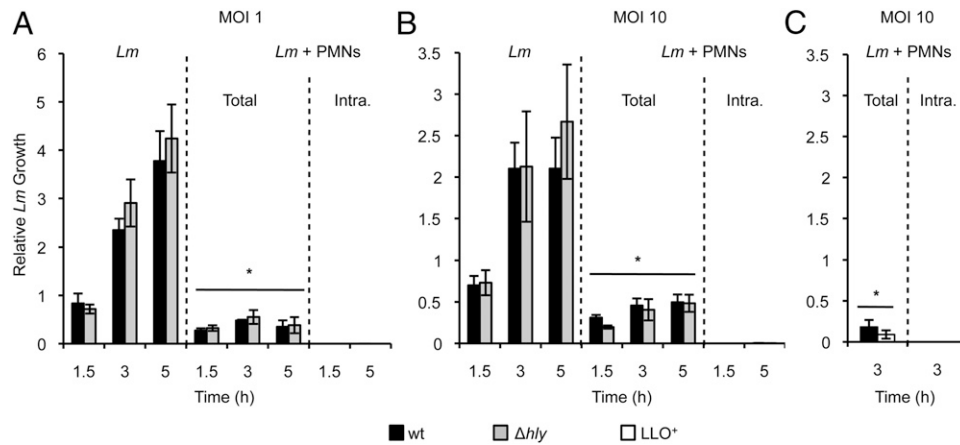 A MOI 1
B MOI 10
C MOI 10
Lm Lm + PMNs
Lm Lm + PMNs
Lm + PMNs
Total Intra.
Total Intra.
Total Intra.
Relative Lm Growth
6
5
4
3
2
1
0
*
1.5 3 5 1.5 3 5 1.5 5
Time (h)
3.5
3
2.5
2
1.5
1
0.5
0
*
1.5 3 5 1.5 3 5 1.5 5
Time (h)
3.5
3
2.5
2
1.5
1
0.5
0
*
3 3
Time (h)
wt Δhly LLO⁺